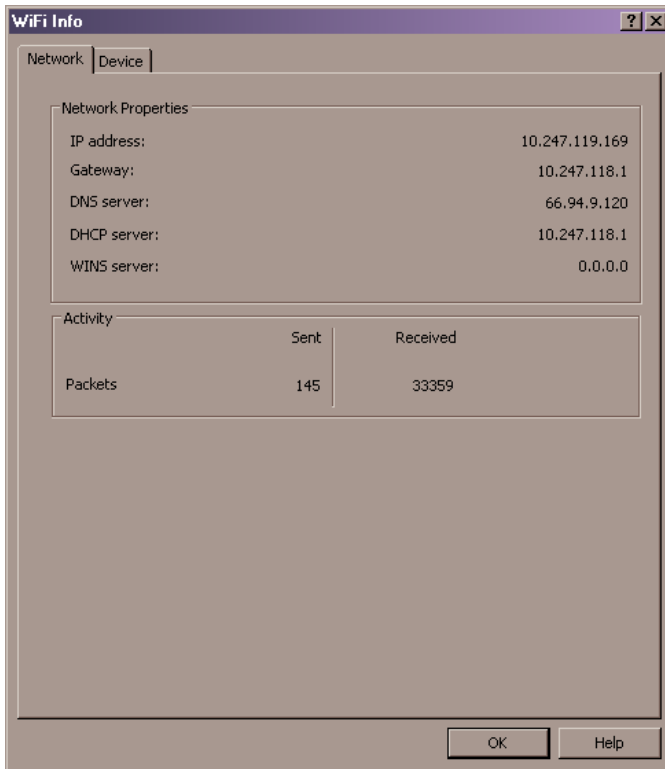 WiFi Info
Network Device
Network Properties
IP address: 10.247.119.169
Gateway: 10.247.118.1
DNS server: 66.94.9.120
DHCP server: 10.247.118.1
WINS server: 0.0.0.0
Activity
Sent Received
Packets 145 33359
OK Help